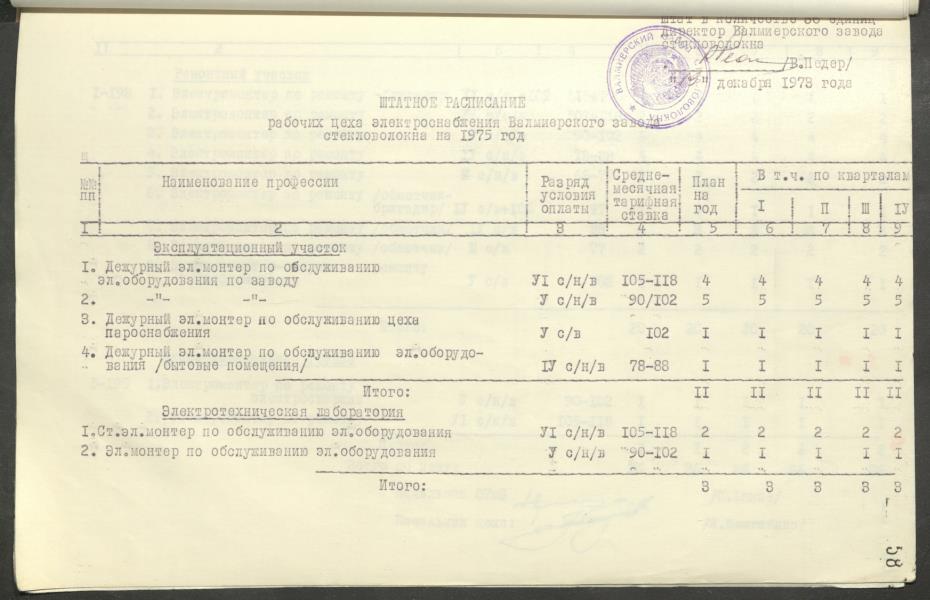 штат в количестве 86 единиц
директор Валмиерского завода
стекловолокна
/В.Педер/
декабря 1973 года
ШТАТНОЕ РАСПИСАНИЕ
рабочих цеха электроснабжения Валмиерского завода
стекловолокна на 1975 год
№№ пп Наименование профессии Разряд условия оплаты Средне-месячная тарифная ставка План на год В т.ч. по кварталам
I П Ш IУ
I 2 3 4 5 6 7 8 9
Эксплуатационный участок
I. Дежурный эл.монтер по обслуживанию
эл.оборудования по заводу УI с/н/в I05-II8 4 4 4 4 4
2. -"- -"- У с/н/в 90/I02 5 5 5 5 5
3. Дежурный эл.монтер по обслуживанию цеха
пароснабжения У с/в I02 I I I I I
4. Дежурный эл.монтер по обслуживанию эл.оборудо-
вания /бытовые помещения/ IУ с/н/в 78-88 I I I I I
Итого: II II II II II
Электротехническая лаборатория
I.Ст.эл.монтер по обслуживанию эл.оборудования УI с/н/в I05-II8 2 2 2 2 2
2. Эл.монтер по обслуживанию эл.оборудования У с/н/в 90-I02 I I I I I
Итого: 3 3 3 3 3
58